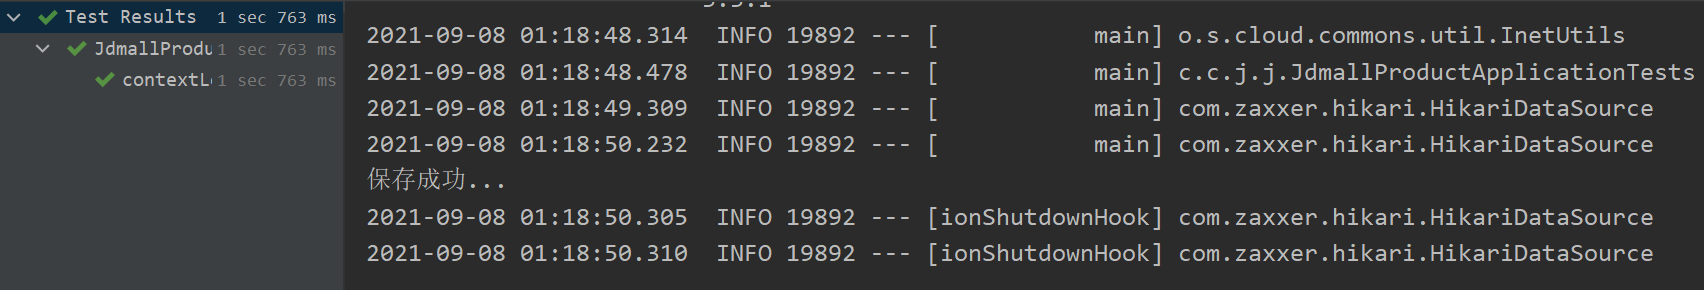 Test Results 1 sec 763 ms
JdmallProdu 1 sec 763 ms
contextLo 1 sec 763 ms
3.3.1
2021-09-08 01:18:48.314  INFO 19892 --- [           main] o.s.cloud.commons.util.InetUtils
2021-09-08 01:18:48.478  INFO 19892 --- [           main] c.c.j.j.JdmallProductApplicationTests
2021-09-08 01:18:49.309  INFO 19892 --- [           main] com.zaxxer.hikari.HikariDataSource
2021-09-08 01:18:50.232  INFO 19892 --- [           main] com.zaxxer.hikari.HikariDataSource
保存成功...
2021-09-08 01:18:50.305  INFO 19892 --- [ionShutdownHook] com.zaxxer.hikari.HikariDataSource
2021-09-08 01:18:50.310  INFO 19892 --- [ionShutdownHook] com.zaxxer.hikari.HikariDataSource